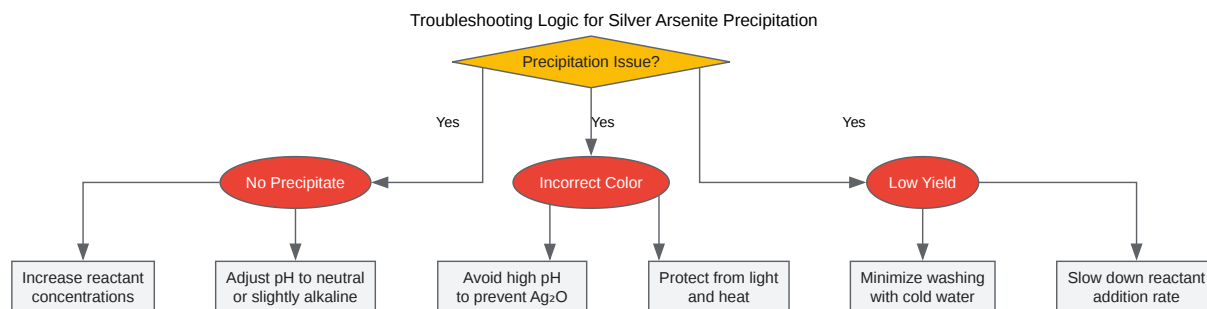 Troubleshooting Logic for Silver Arsenite Precipitation
Precipitation Issue?
Yes
Yes
Yes
No Precipitate
Incorrect Color
Low Yield
Increase reactant
concentrations
Adjust pH to neutral
or slightly alkaline
Avoid high pH
to prevent Ag₂O
Protect from light
and heat
Minimize washing
with cold water
Slow down reactant
addition rate